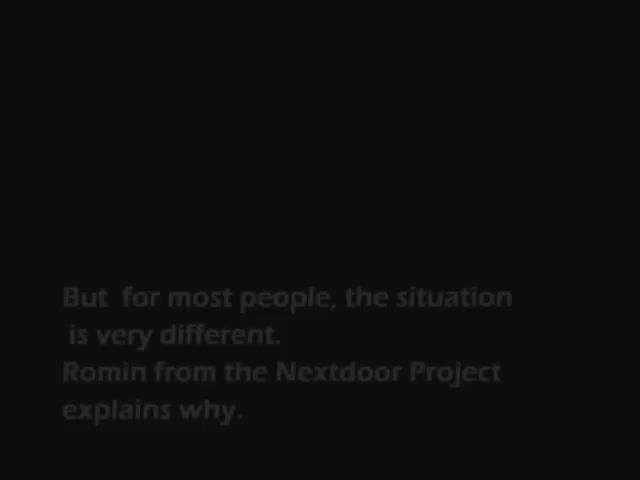 But  for most people, the situation
is very different.
Romin from the Nextdoor Project
explains why.